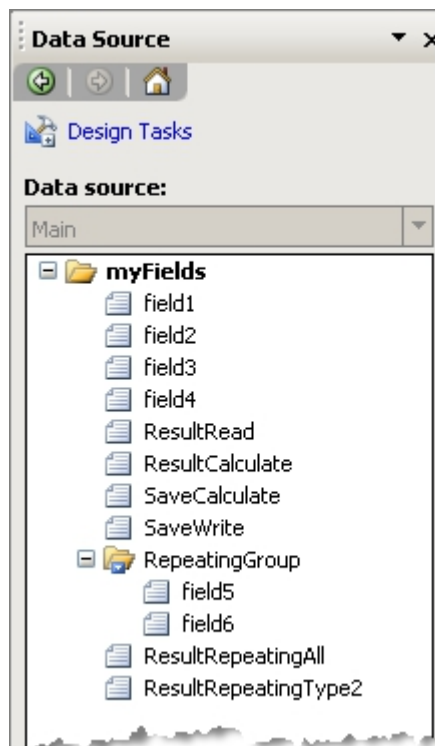 Data Source
Design Tasks
Data source:
Main
myFields
field1
field2
field3
field4
ResultRead
ResultCalculate
SaveCalculate
SaveWrite
RepeatingGroup
field5
field6
ResultRepeatingAll
ResultRepeatingType2